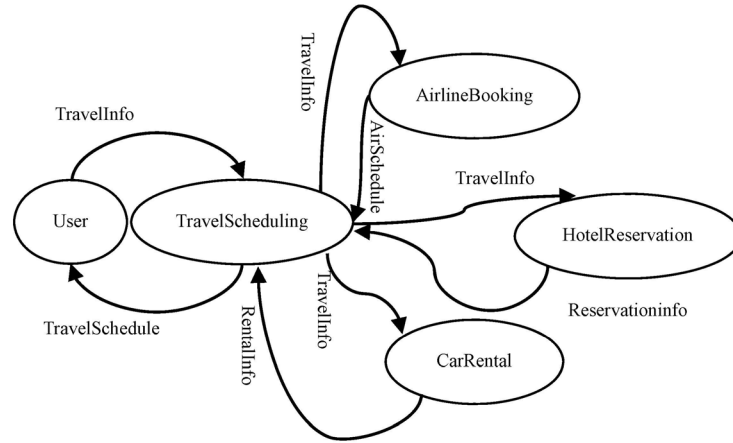 TravelInfo
AirlineBooking
TravelInfo
AirSchedule
TravelInfo
User
TravelScheduling
HotelReservation
TravelInfo
Reservationinfo
TravelSchedule
RentalInfo
CarRental